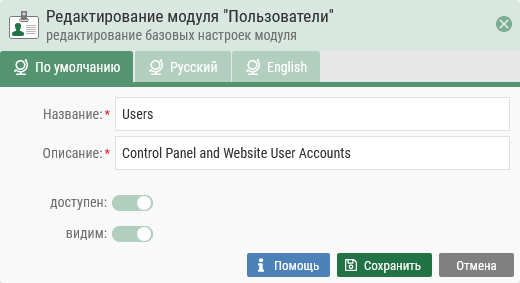 Редактирование модуля "Пользователи"
редактирование базовых настроек модуля
По умолчанию Русский English
Название:* Users
Описание:* Control Panel and Website User Accounts
доступен:
видим:
Помощь Сохранить Отмена